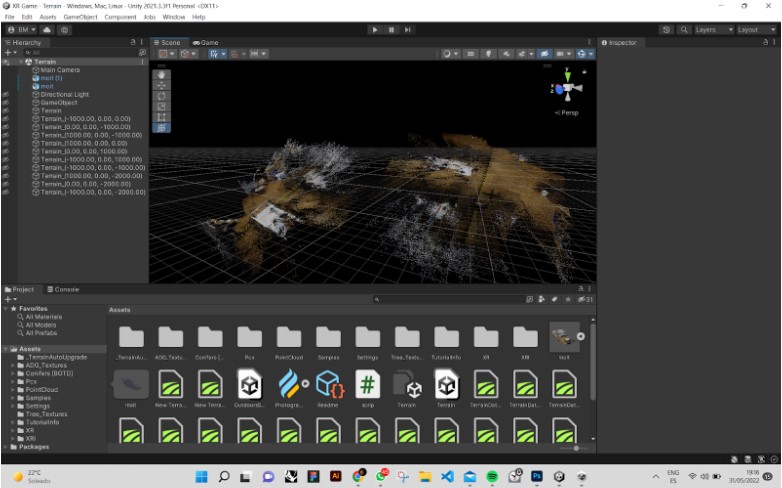 XR Game - Terrain - Windows, Mac, Linux - Unity 2021.3.3f1 Personal <DX11>
File Edit Assets GameObject Component Jobs Window Help
BM Layers Layout
Hierarchy Scene Game Inspector
All
Terrain
Main Camera
moit (1)
moit
Directional Light
GameObject
Terrain
Terrain_(-1000.00, 0.00, 0.00)
Terrain_(0.00, 0.00, -1000.00)
Terrain_(1000.00, 0.00, -1000.00)
Terrain_(1000.00, 0.00, 0.00)
Terrain_(0.00, 0.00, 1000.00)
Terrain_(-1000.00, 0.00, 1000.00)
Terrain_(-1000.00, 0.00, -1000.00)
Terrain_(1000.00, 0.00, -2000.00)
Terrain_(0.00, 0.00, -2000.00)
Terrain_(-1000.00, 0.00, -2000.00)
Persp
Project Console
31
Favorites
All Materials
All Models
All Prefabs
Assets
_TerrainAutoUpgrade
ADG_Textures
Conifers [BOTD]
Pcx
PointCloud
Samples
Settings
Tree_Textures
TutorialInfo
XR
XRI
Packages
Assets
_TerrainAu... ADG_Textu... Conifers [... Pcx PointCloud Samples Settings Tree_Textu... TutorialInfo XR XRI moit
moit New Terra... New Terra... OutdoorsS... Photogra... Readme scrip Terrain Terrain TerrainDat... TerrainDat... TerrainDat...
22°C
Soleado
ENG
ES
19:16
31/05/2022